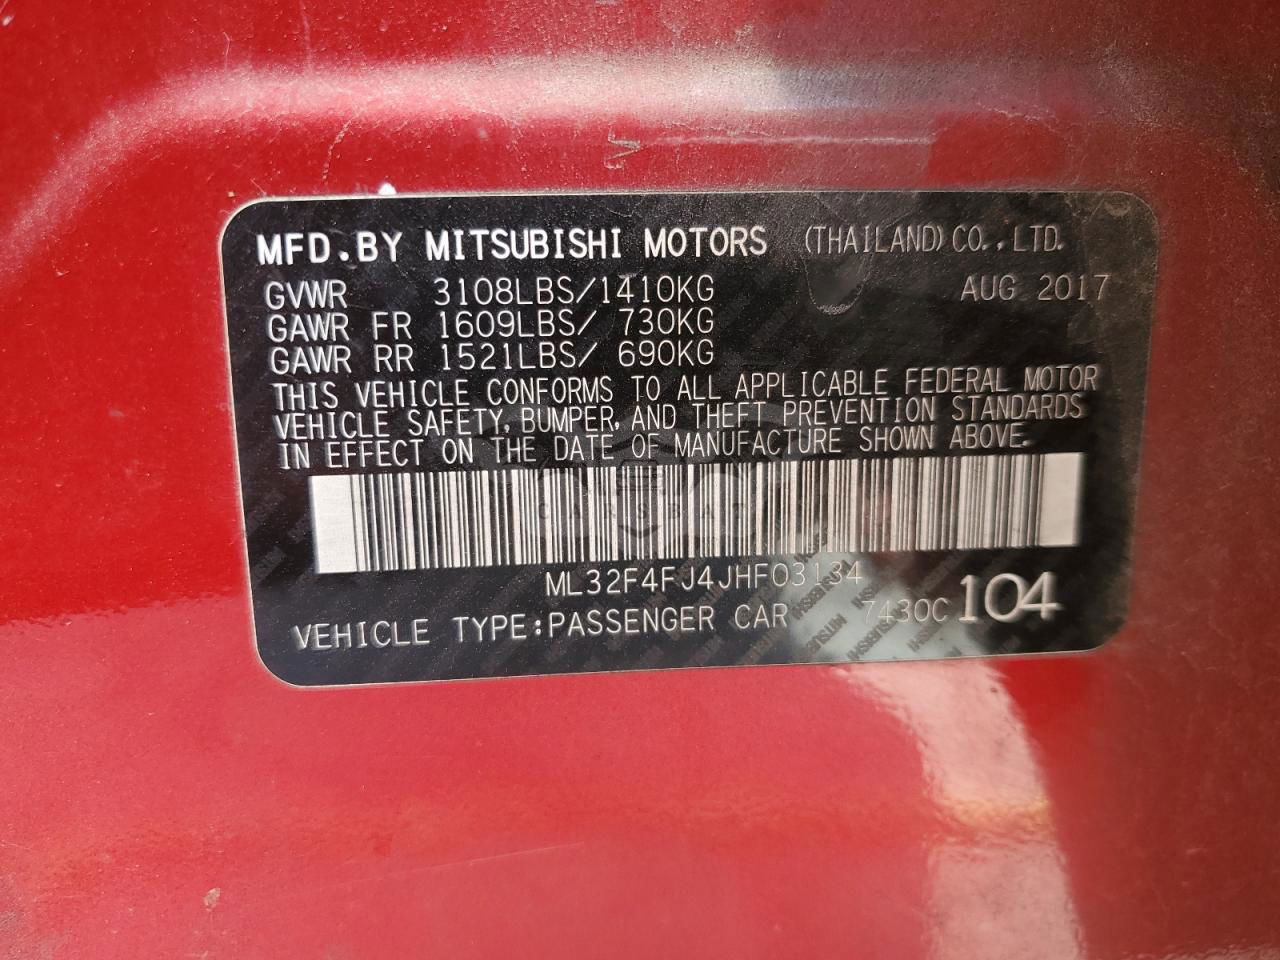 MFD.BY MITSUBISHI MOTORS (THAILAND) CO.,LTD.
GVWR 3108LBS/1410KG AUG 2017
GAWR FR 1609LBS/ 730KG
GAWR RR 1521LBS/ 690KG
THIS VEHICLE CONFORMS TO ALL APPLICABLE FEDERAL MOTOR
VEHICLE SAFETY, BUMPER, AND THEFT PREVENTION STANDARDS
IN EFFECT ON THE DATE OF MANUFACTURE SHOWN ABOVE.
ML32F4FJ4JHF03134
VEHICLE TYPE:PASSENGER CAR 7430C 104